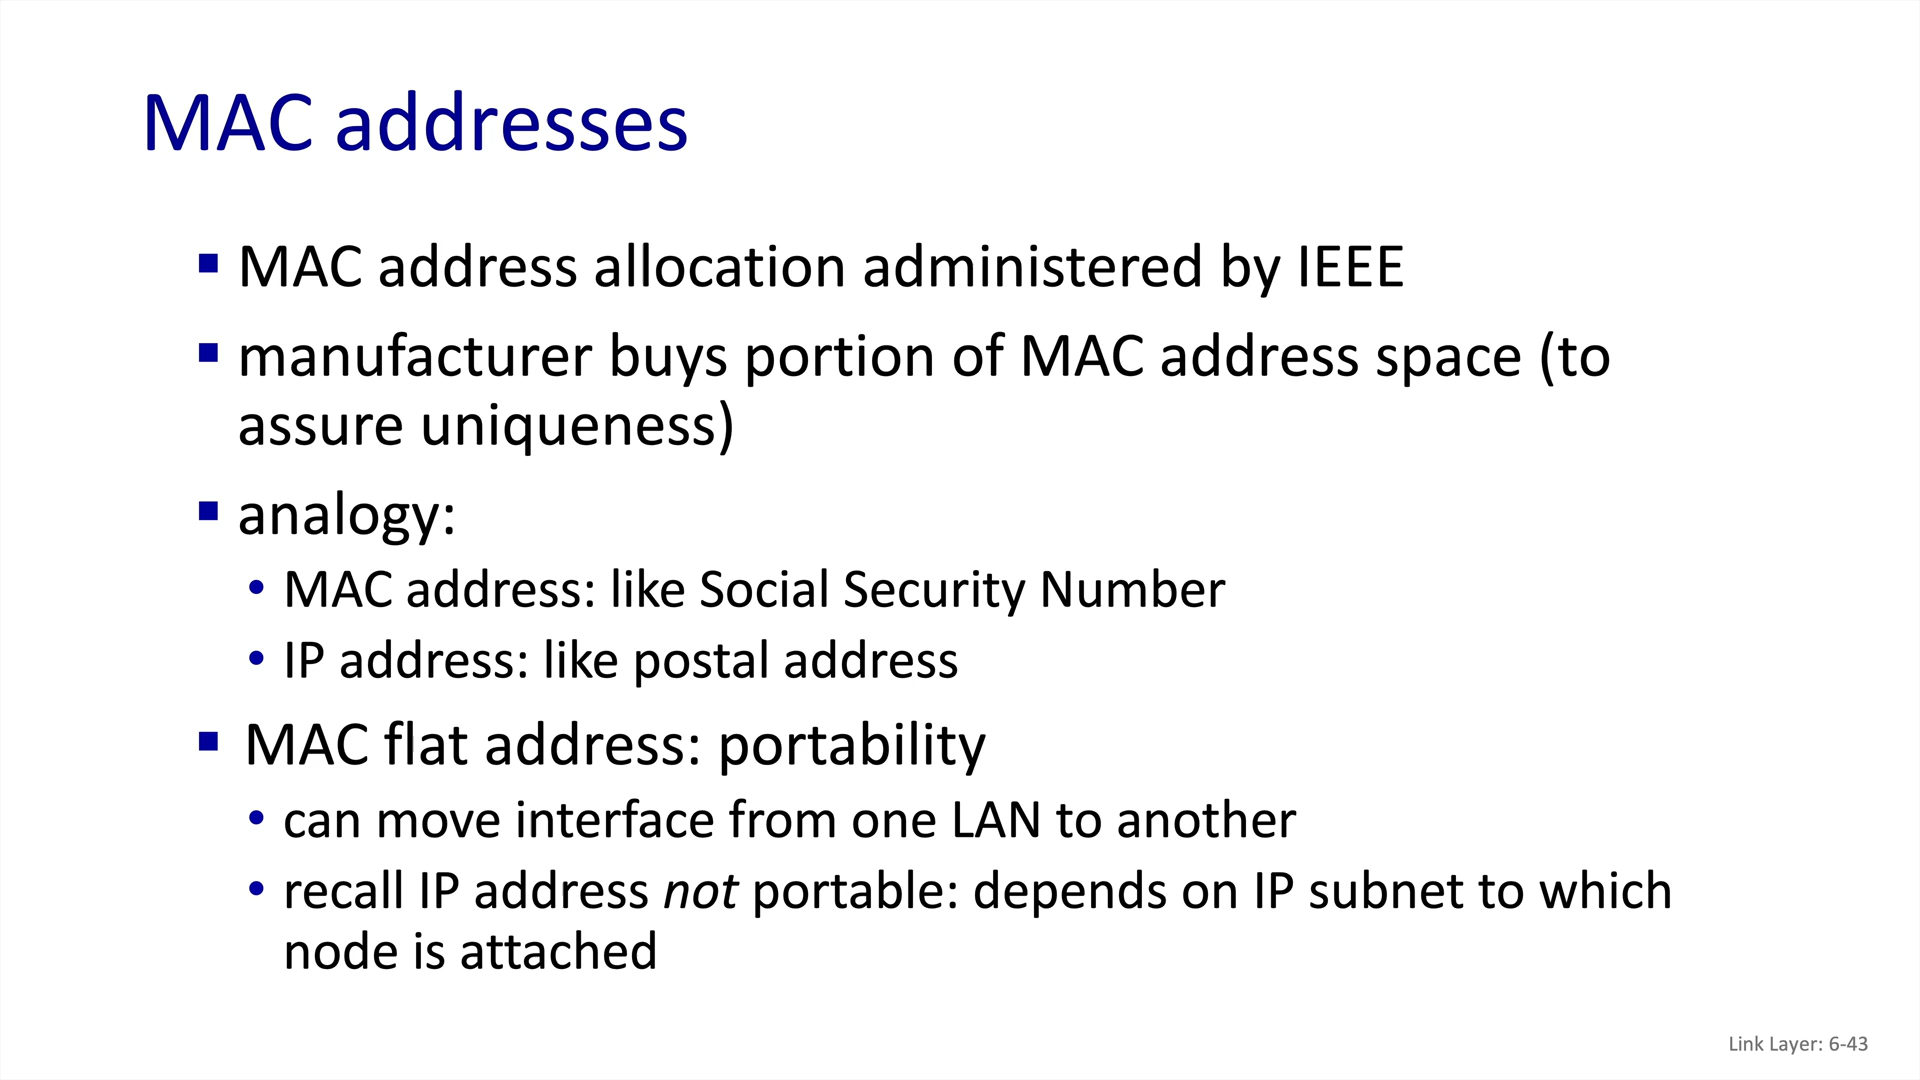 MAC addresses
▪ MAC address allocation administered by IEEE
▪ manufacturer buys portion of MAC address space (to
assure uniqueness)
▪ analogy:
• MAC address: like Social Security Number
• IP address: like postal address
▪ MAC flat address: portability
• can move interface from one LAN to another
• recall IP address not portable: depends on IP subnet to which
node is attached
Link Layer: 6-43